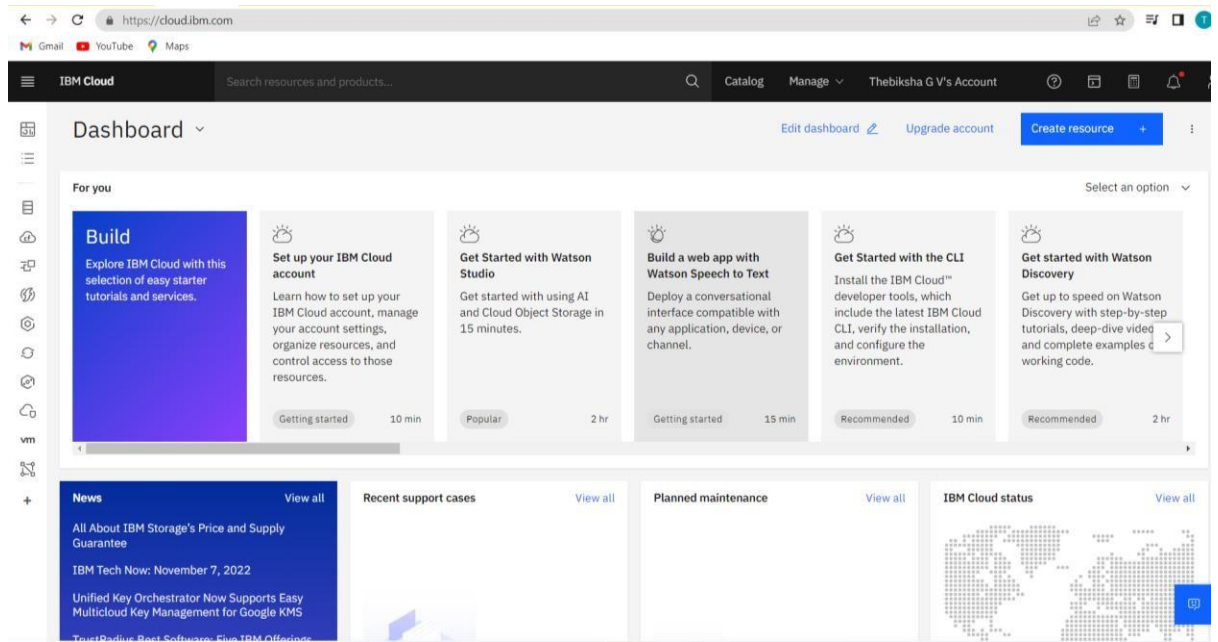 https://cloud.ibm.com
Gmail YouTube Maps
IBM Cloud Search resources and products... Catalog Manage Thebiksha G V's Account
Dashboard Edit dashboard Upgrade account Create resource +
For you Select an option
Build
Explore IBM Cloud with this
selection of easy starter
tutorials and services.
Set up your IBM Cloud
account
Learn how to set up your
IBM Cloud account, manage
your account settings,
organize resources, and
control access to those
resources.
Getting started 10 min
Get Started with Watson
Studio
Get started with using AI
and Cloud Object Storage in
15 minutes.
Popular 2 hr
Build a web app with
Watson Speech to Text
Deploy a conversational
interface compatible with
any application, device, or
channel.
Getting started 15 min
Get Started with the CLI
Install the IBM Cloud™
developer tools, which
include the latest IBM Cloud
CLI, verify the installation,
and configure the
environment.
Recommended 10 min
Get started with Watson
Discovery
Get up to speed on Watson
Discovery with step-by-step
tutorials, deep-dive
and complete examples
working code.
Recommended 2 hr
vm
News View all
All About IBM Storage's Price and Supply
Guarantee
IBM Tech Now: November 7, 2022
Unified Key Orchestrator Now Supports Easy
Multicloud Key Management for Google KMS
TrustRadius Best Software: Five IBM Offerings
Recent support cases View all
Planned maintenance View all
IBM Cloud status View all